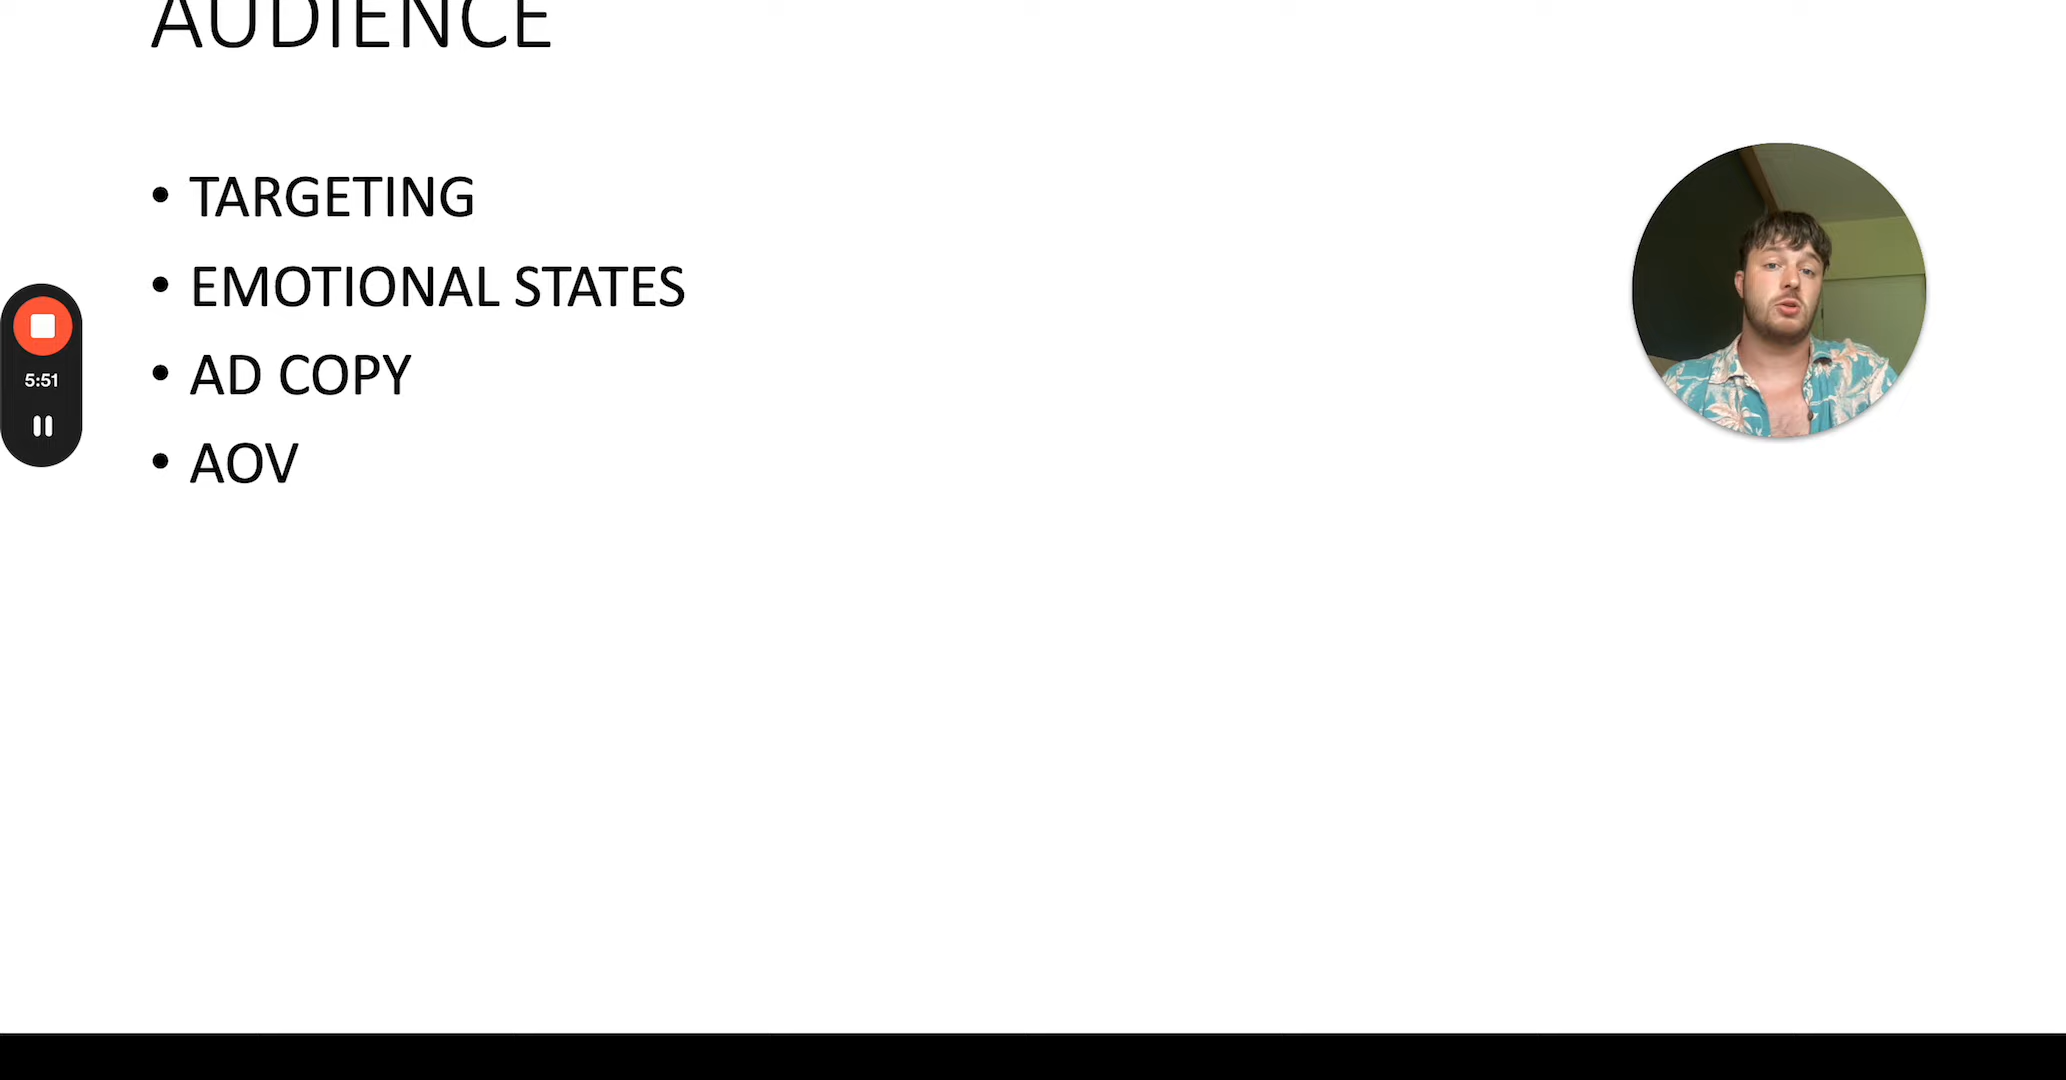 AUDIENCE
• TARGETING
• EMOTIONAL STATES
• AD COPY
• AOV
5:51